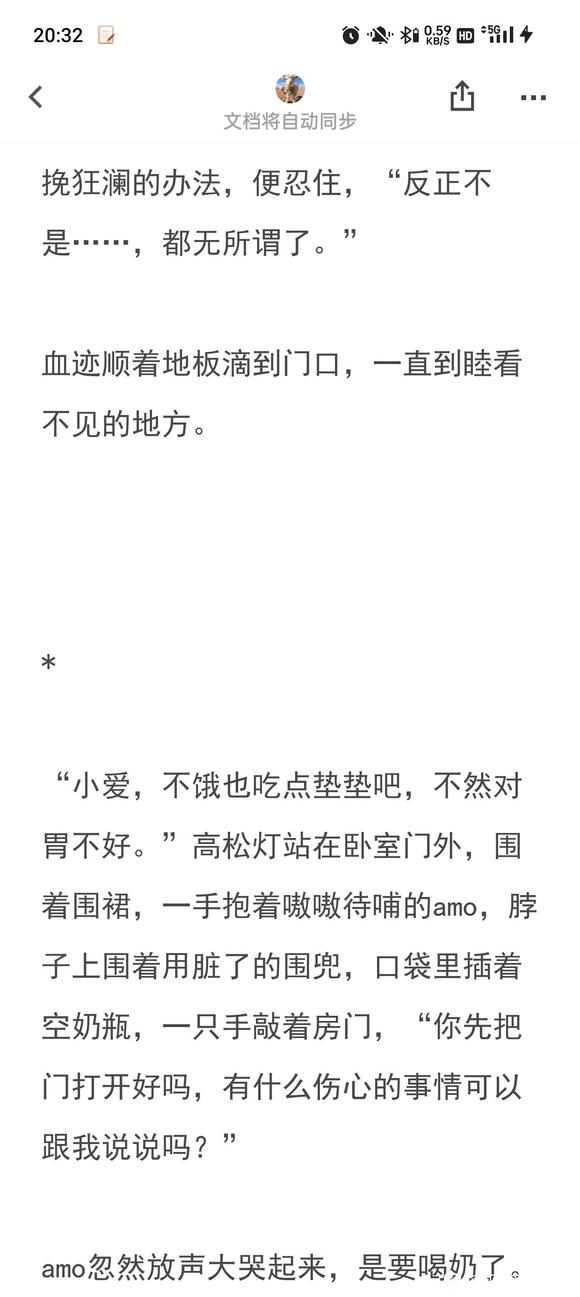 20:32
0.59
KB/S
HD
5G
文档将自动同步
挽狂澜的办法，便忍住，“反正不
是……，都无所谓了。”
血迹顺着地板滴到门口，一直到睦看
不见的地方。
*
“小爱，不饿也吃点垫垫吧，不然对
胃不好。”高松灯站在卧室门外，围
着围裙，一手抱着嗷嗷待哺的amo，脖
子上围着用脏了的围兜，口袋里插着
空奶瓶，一只手敲着房门，“你先把
门打开好吗，有什么伤心的事情可以
跟我说说吗？”
amo忽然放声大哭起来，是要喝奶了。